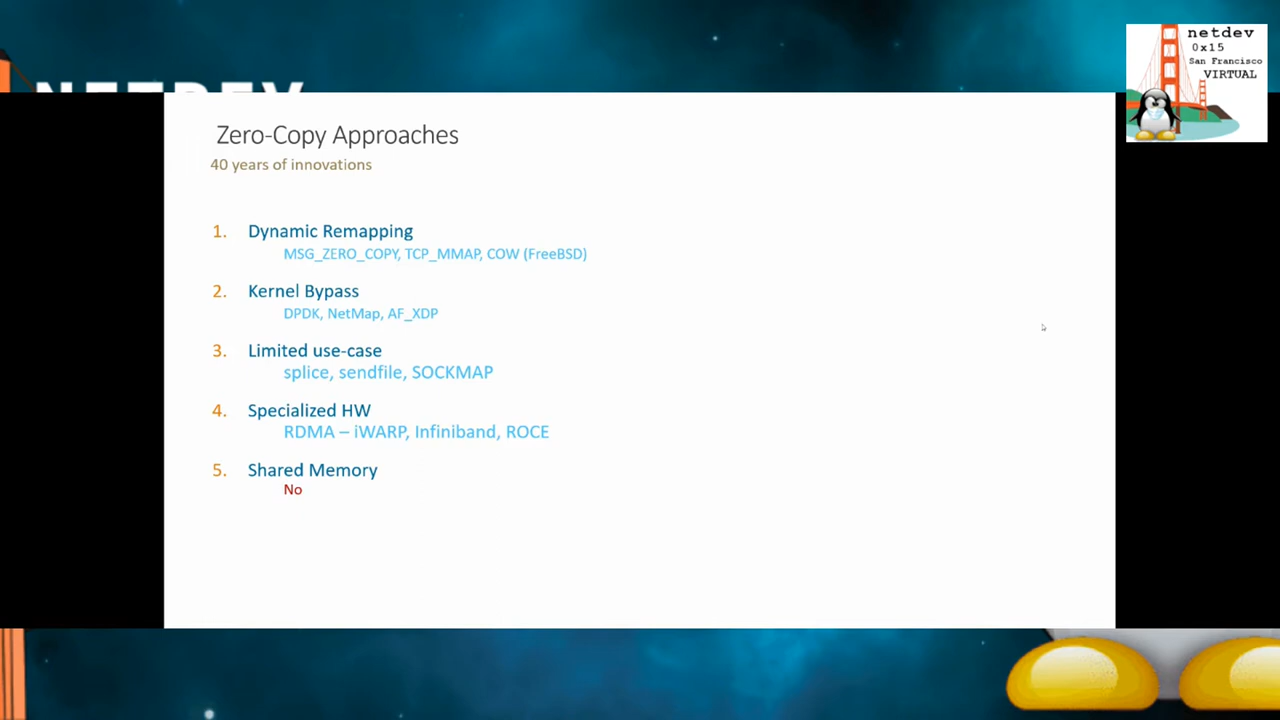 netdev
0x15
San Francisco
VIRTUAL
NETDEV
Zero-Copy Approaches
40 years of innovations
1. Dynamic Remapping
MSG_ZERO_COPY, TCP_MMAP, COW (FreeBSD)
2. Kernel Bypass
DPDK, NetMap, AF_XDP
3. Limited use-case
splice, sendfile, SOCKMAP
4. Specialized HW
RDMA – iWARP, Infiniband, ROCE
5. Shared Memory
No